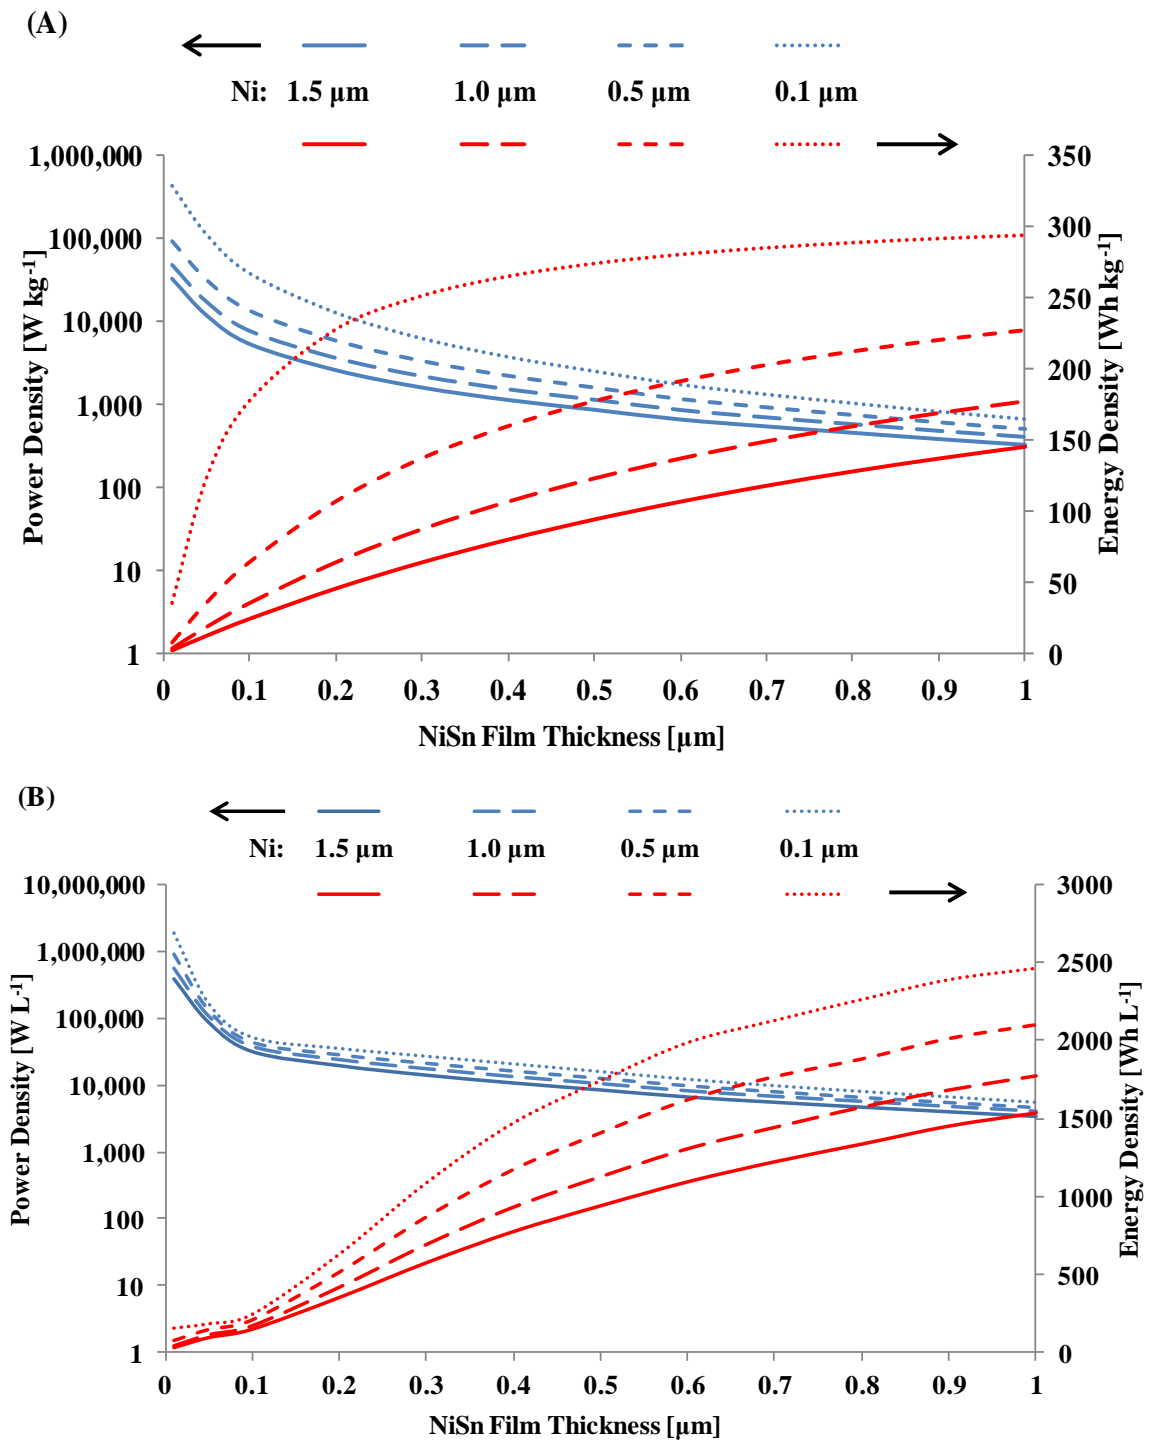 (A)
Ni: 1.5 µm 1.0 µm 0.5 µm 0.1 µm
1,000,000 350
100,000 300
250
10,000
200
1,000
150
100
100
10 50
1 0
0 0.1 0.2 0.3 0.4 0.5 0.6 0.7 0.8 0.9 1
NiSn Film Thickness [µm]
Power Density [W kg-1]
Energy Density [Wh kg-1]
(B)
Ni: 1.5 µm 1.0 µm 0.5 µm 0.1 µm
10,000,000 3000
1,000,000 2500
100,000 2000
10,000
1,000 1500
100 1000
10 500
1 0
0 0.1 0.2 0.3 0.4 0.5 0.6 0.7 0.8 0.9 1
NiSn Film Thickness [µm]
Power Density [W L-1]
Energy Density [Wh L-1]